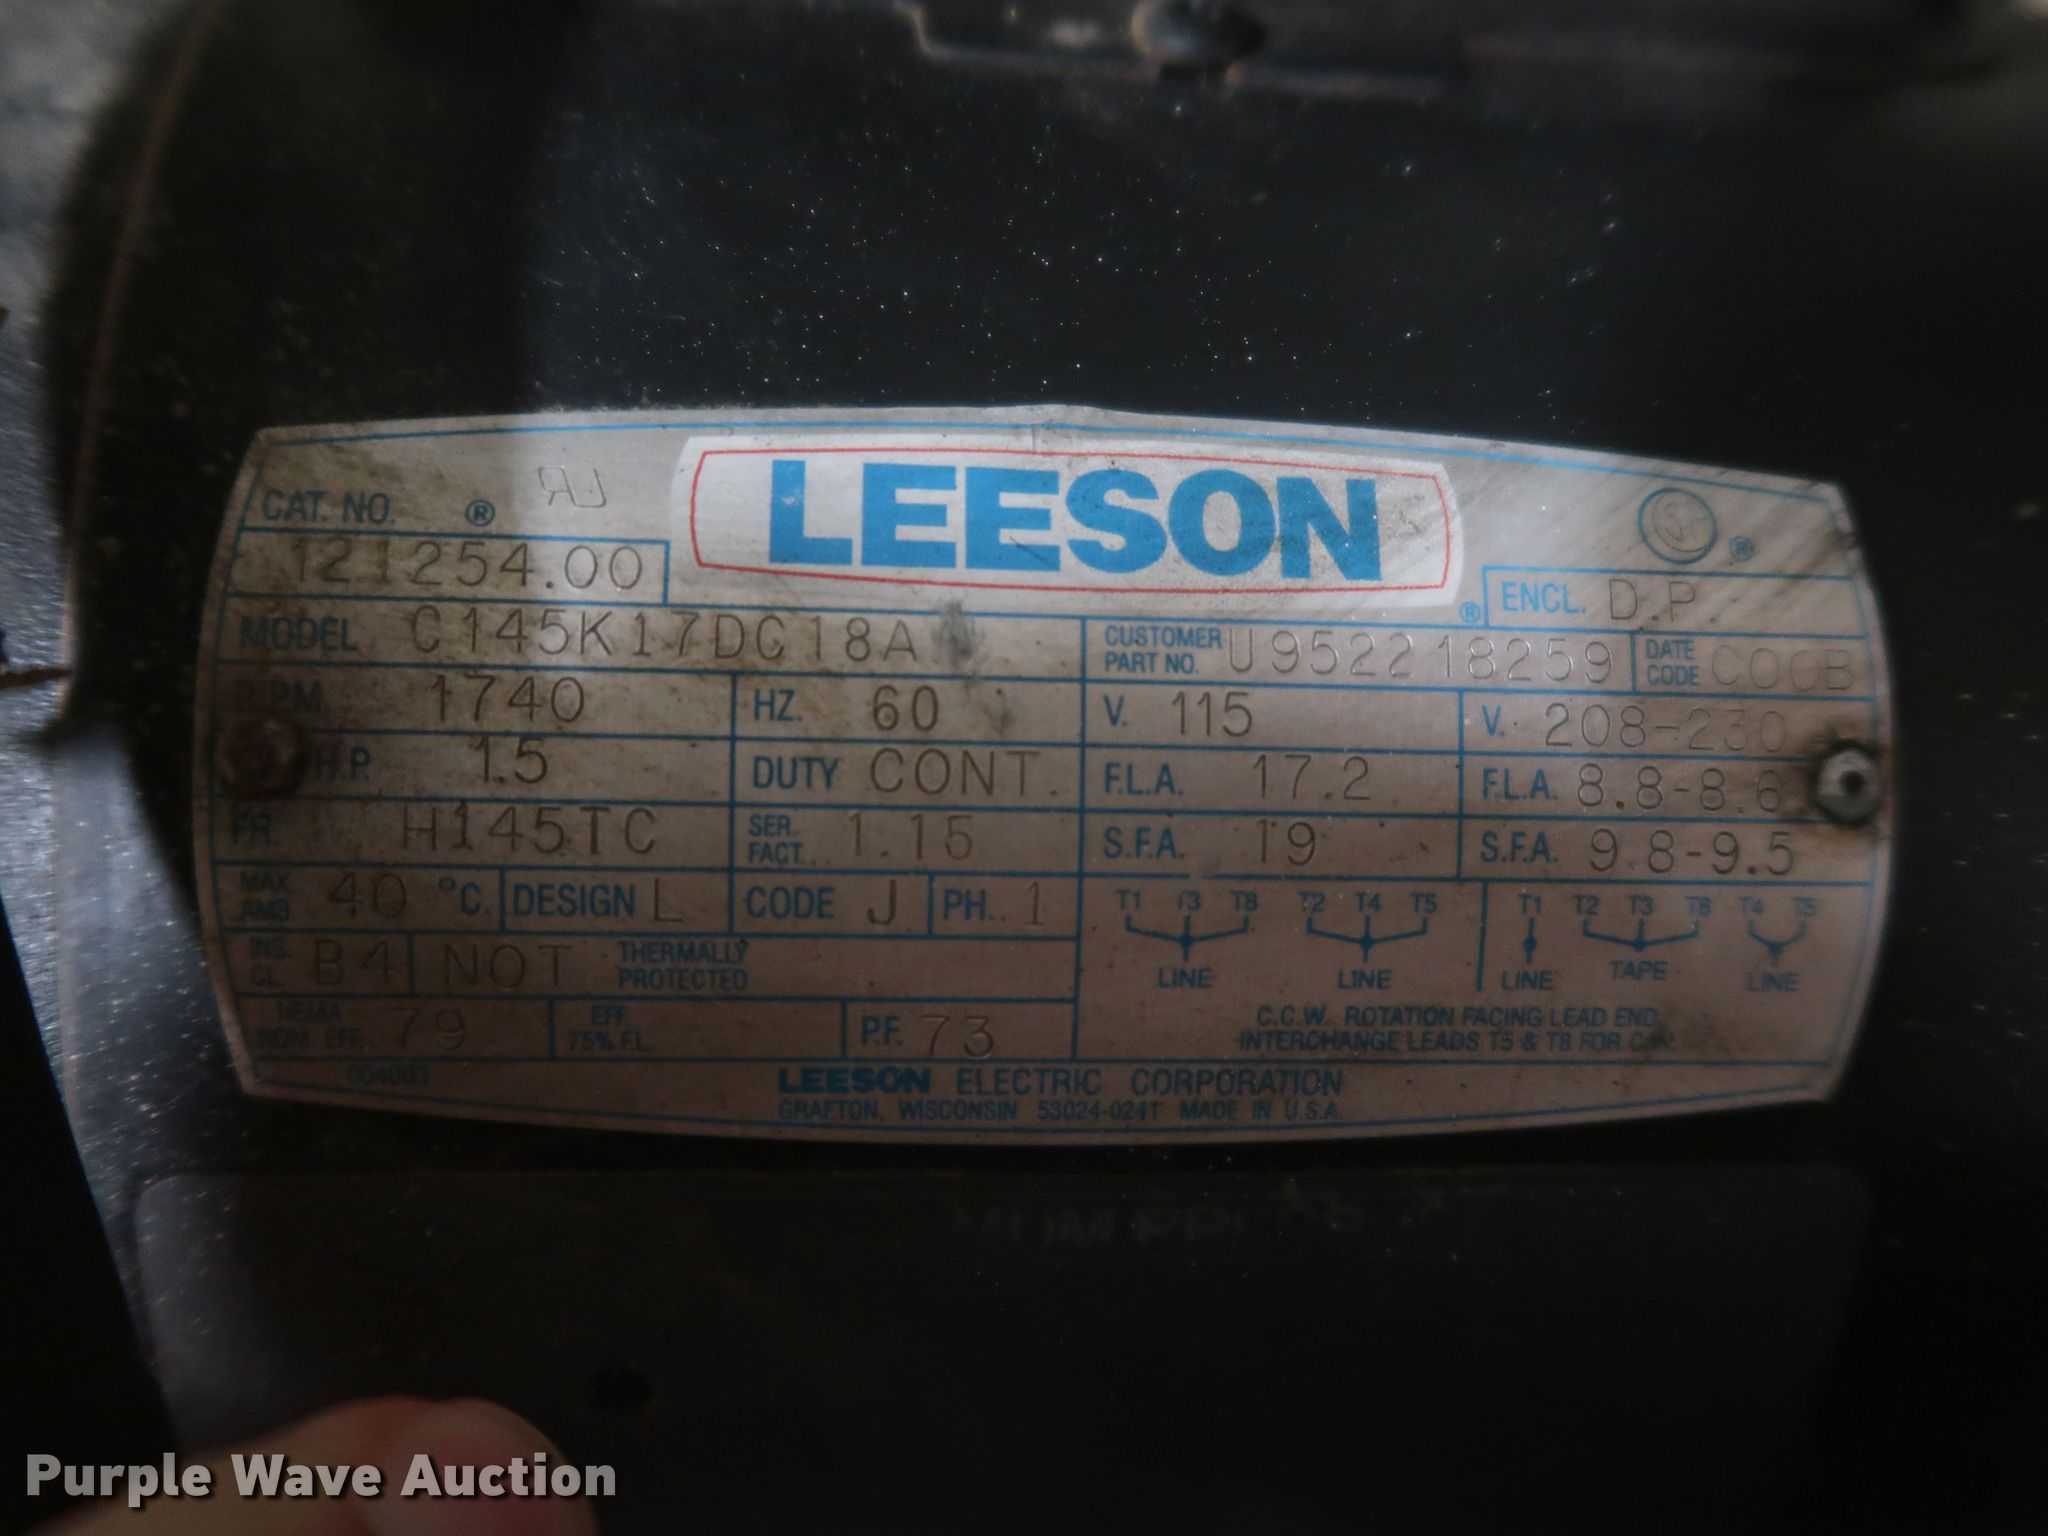 CAT. NO. ®
LEESON ®
®
121254.00
ENCL. D.P.
MODEL C145K17DC18A
CUSTOMER PART NO. U952218259
DATE CODE
R.P.M. 1740 HZ. 60 V. 115 V. 208-230
H.P. 1.5 DUTY CONT. F.L.A. 17.2 F.L.A. 8.8-8.6
FR. H145TC SER. FACT. 1.15 S.F.A. 19 S.F.A. 9.8-9.5
MAX. AMB. 40 °C. DESIGN L CODE J PH. 1
T1 T3 T8 T2 T4 T5 T1 T2 T3 T8 T4 T5
INS. CL B4 NOT THERMALLY PROTECTED
LINE LINE LINE TAPE LINE
NEMA NOM EFF. 79 EFF 75% F.L. P.F. 73
C.C.W. ROTATION FACING LEAD END
INTERCHANGE LEADS T5 & T8 FOR C.W.
004003
LEESON ELECTRIC CORPORATION
GRAFTON, WISCONSIN 53024-0241 MADE IN U.S.A.
Purple Wave Auction